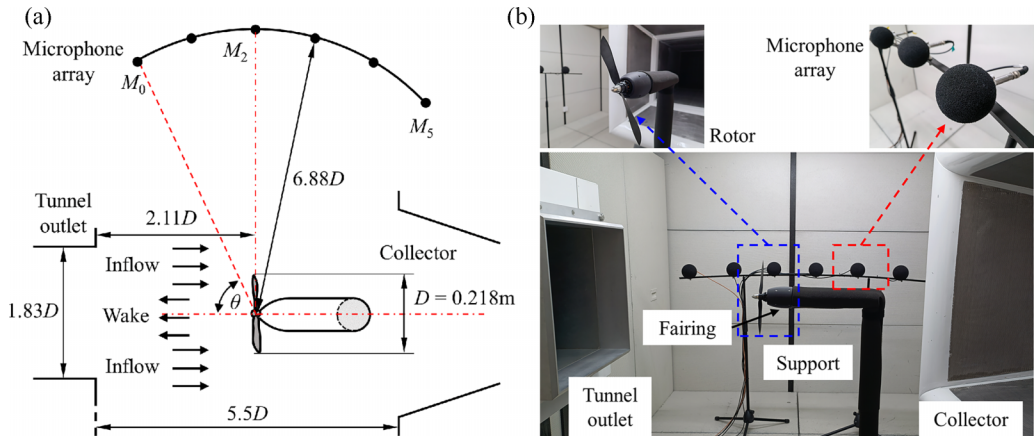 (a)
Microphone
array
M0
M2
M5
6.88D
Tunnel
outlet
2.11D
Inflow
θ
Collector
1.83D
Wake
D = 0.218m
Inflow
5.5D
(b)
Microphone
array
Rotor
Fairing
Support
Tunnel
outlet
Collector